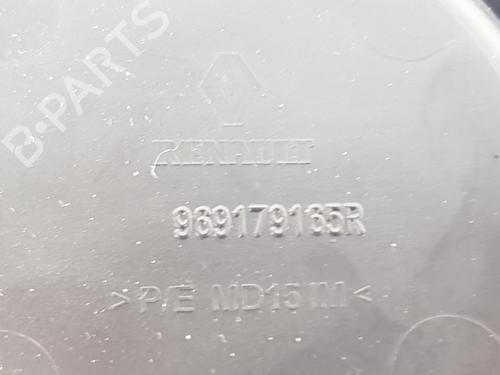 B-PARTS
RENAULT
969179135R
>P/E MD15 IM<